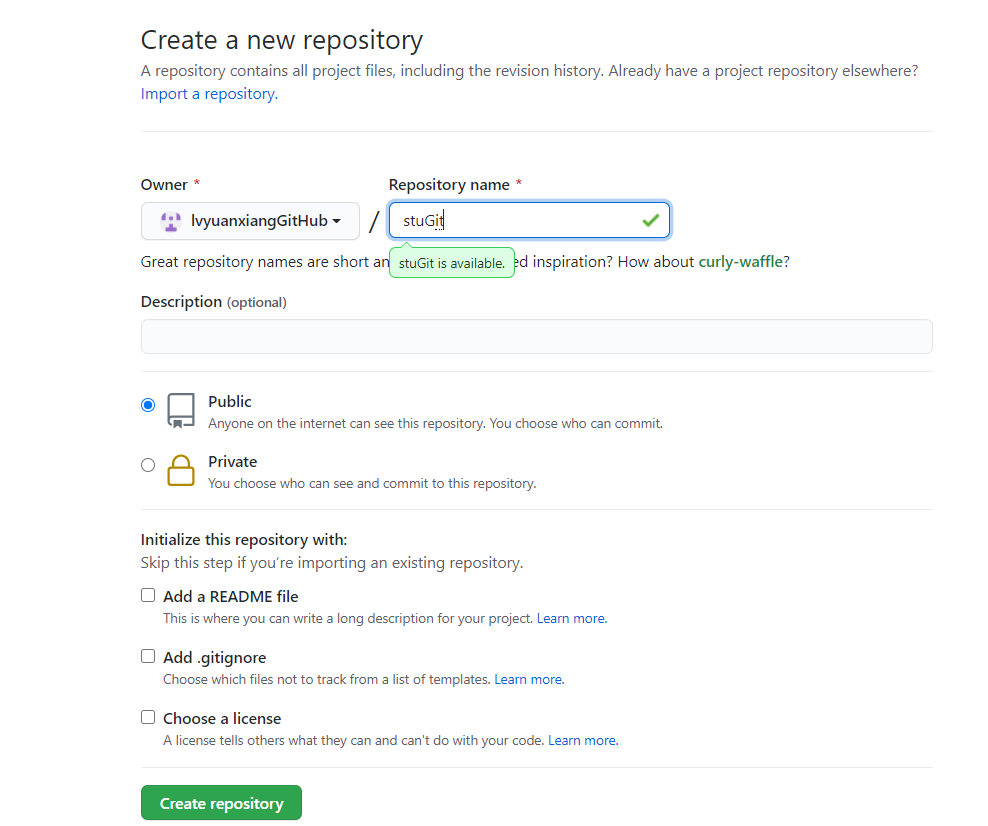 Create a new repository
A repository contains all project files, including the revision history. Already have a project repository elsewhere?
Import a repository.
Owner *
Repository name *
lvyuanxiangGitHub
/
stuGit
Great repository names are short an
stuGit is available.
ed inspiration? How about curly-waffle?
Description (optional)
Public
Anyone on the internet can see this repository. You choose who can commit.
Private
You choose who can see and commit to this repository.
Initialize this repository with:
Skip this step if you're importing an existing repository.
Add a README file
This is where you can write a long description for your project. Learn more.
Add .gitignore
Choose which files not to track from a list of templates. Learn more.
Choose a license
A license tells others what they can and can't do with your code. Learn more.
Create repository